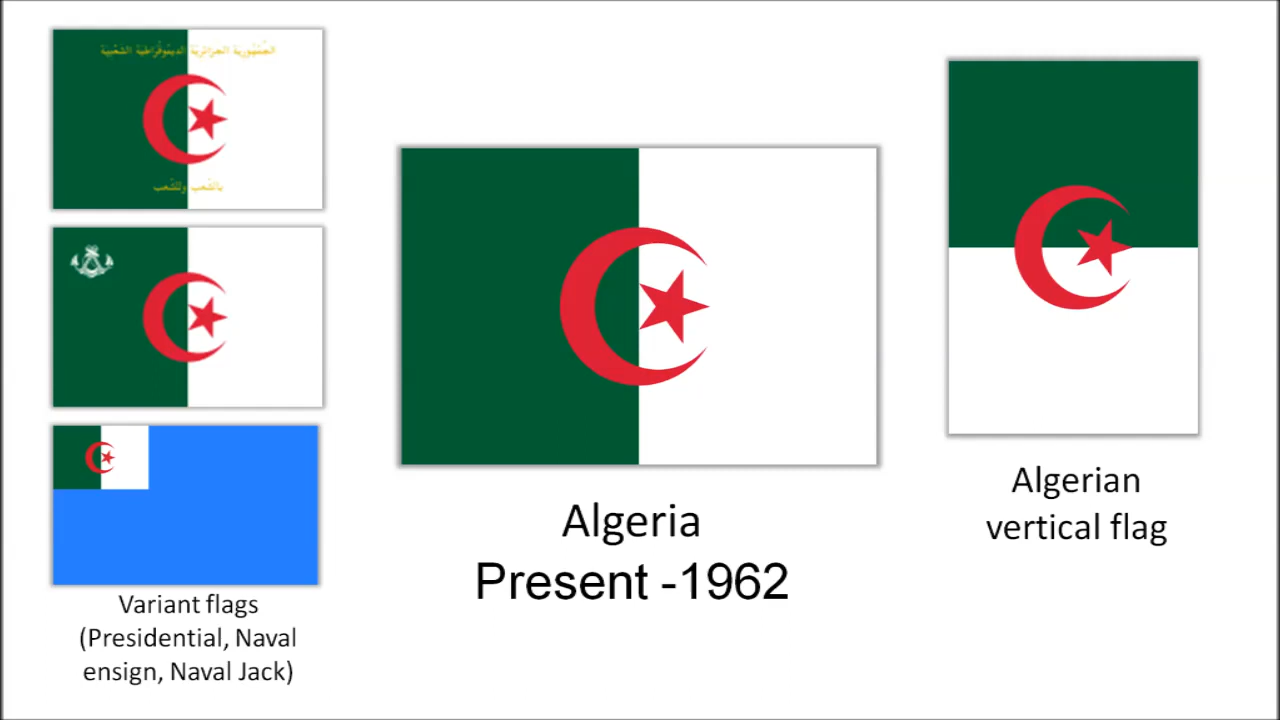 الجمهورية الجزائرية الديموقراطية الشعبية
بالشعب وللشعب
Algeria
Present -1962
Algerian
vertical flag
Variant flags
(Presidential, Naval
ensign, Naval Jack)